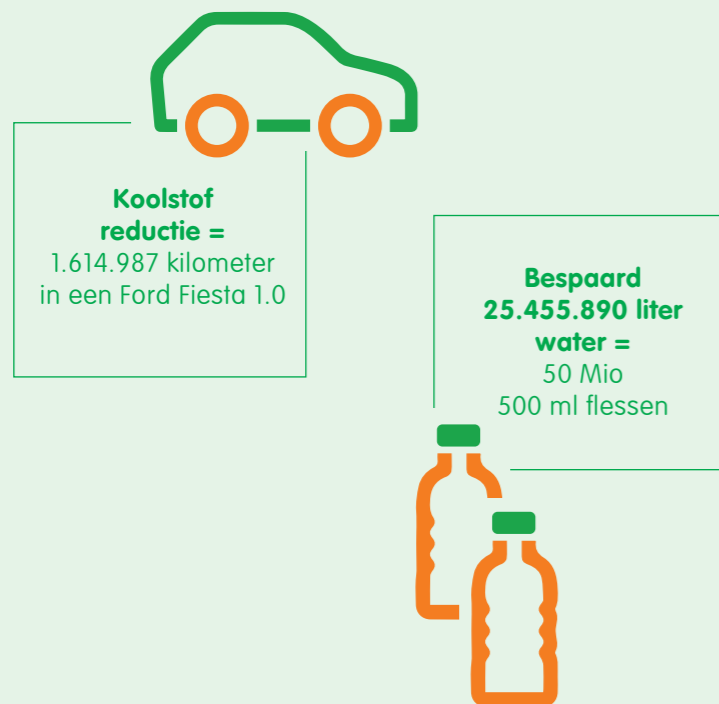 Koolstof
reductie =
1.614.987 kilometer
in een Ford Fiesta 1.0
Bespaard
25.455.890 liter
water =
50 Mio
500 ml flessen